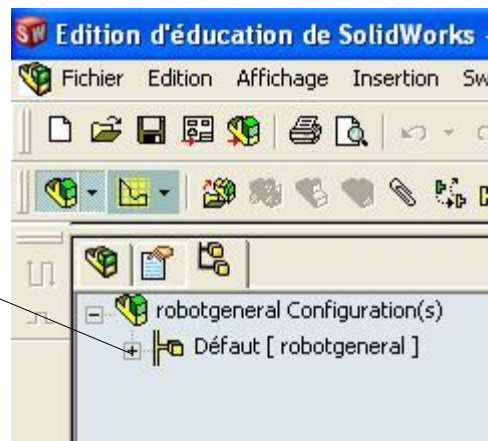 Edition d'éducation de SolidWorks -
Fichier Edition Affichage Insertion Sw
robotgeneral Configuration(s)
Défaut [ robotgeneral ]